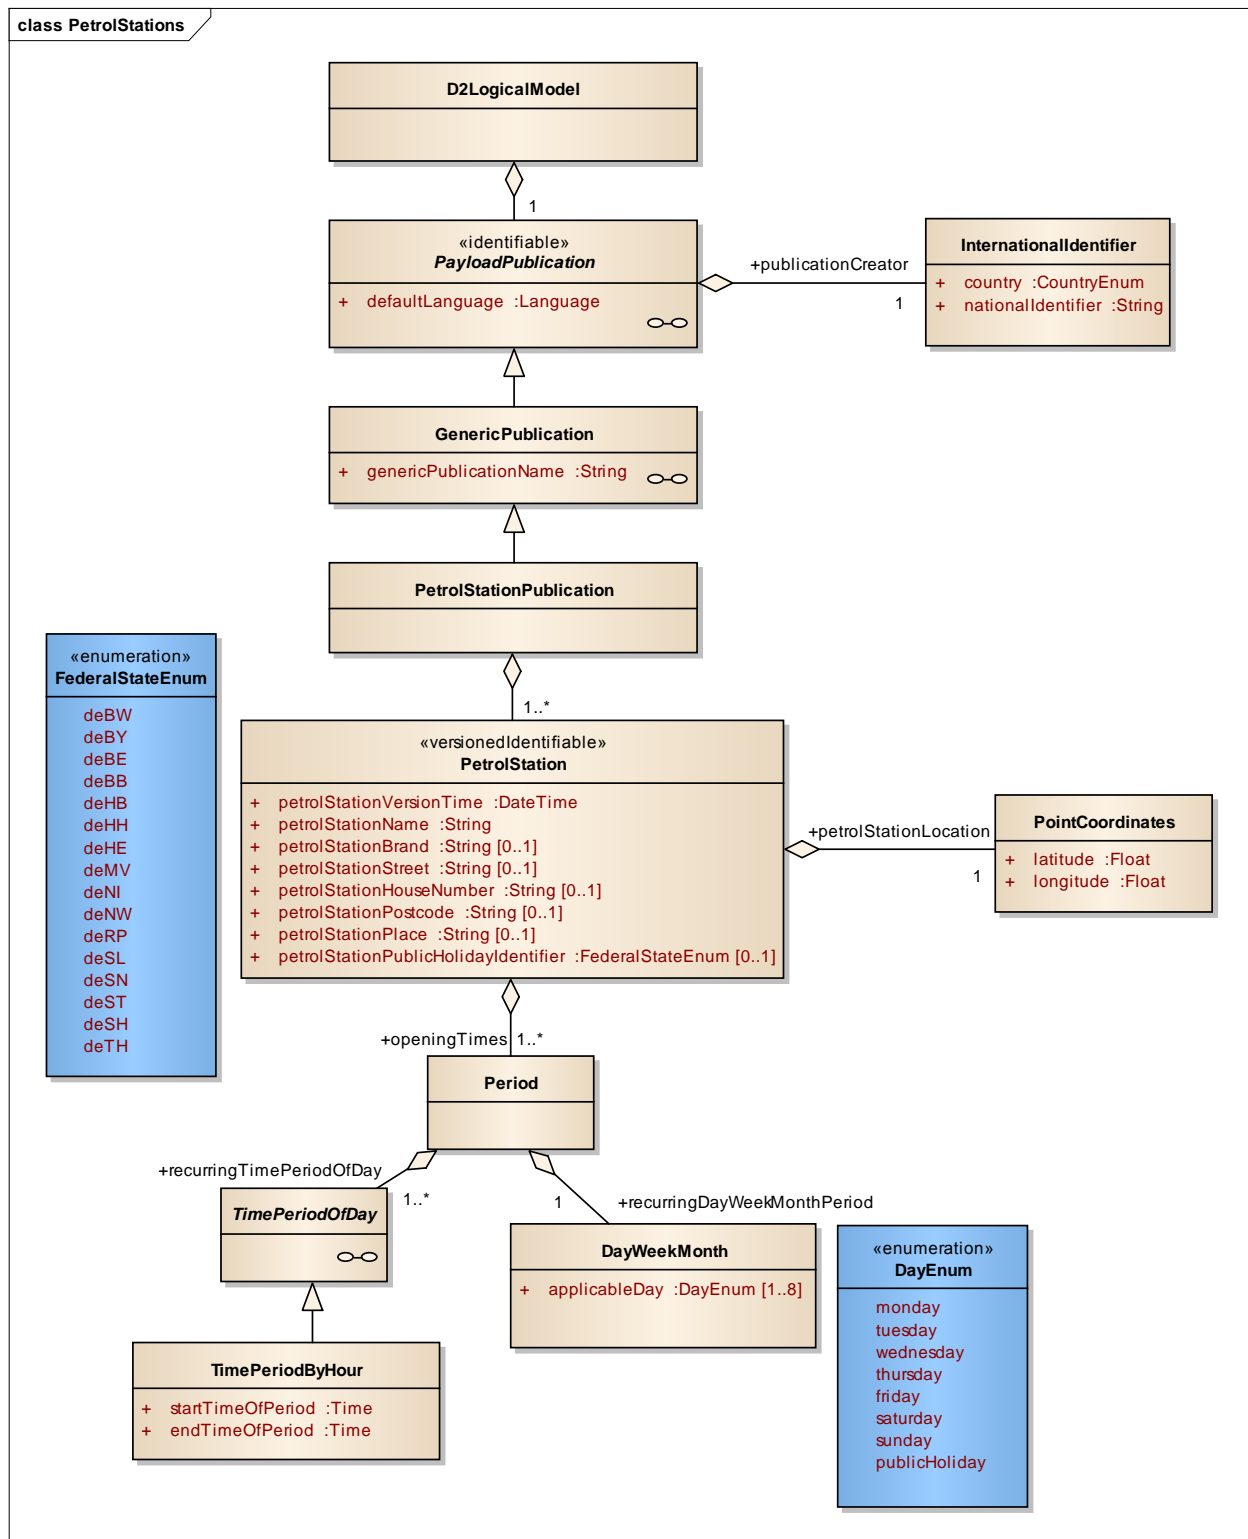 class PetrolStations
D2LogicalModel
1
«identifiable»
PayloadPublication
+ defaultLanguage :Language
+publicationCreator
1
InternationalIdentifier
+ country :CountryEnum
+ nationalIdentifier :String
GenericPublication
+ genericPublicationName :String
PetrolStationPublication
1..*
«enumeration»
FederalStateEnum
deBW
deBY
deBE
deBB
deHB
deHH
deHE
deMV
deNI
deNW
deRP
deSL
deSN
deST
deSH
deTH
«versionedIdentifiable»
PetrolStation
+ petrolStationVersionTime :DateTime
+ petrolStationName :String
+ petrolStationBrand :String [0..1]
+ petrolStationStreet :String [0..1]
+ petrolStationHouseNumber :String [0..1]
+ petrolStationPostcode :String [0..1]
+ petrolStationPlace :String [0..1]
+ petrolStationPublicHolidayIdentifier :FederalStateEnum [0..1]
+petrolStationLocation
1
PointCoordinates
+ latitude :Float
+ longitude :Float
+openingTimes 1..*
Period
+recurringTimePeriodOfDay
1..*
TimePeriodOfDay
+recurringDayWeekMonthPeriod
1
DayWeekMonth
+ applicableDay :DayEnum [1..8]
TimePeriodByHour
+ startTimeOfPeriod :Time
+ endTimeOfPeriod :Time
«enumeration»
DayEnum
monday
tuesday
wednesday
thursday
friday
saturday
sunday
publicHoliday